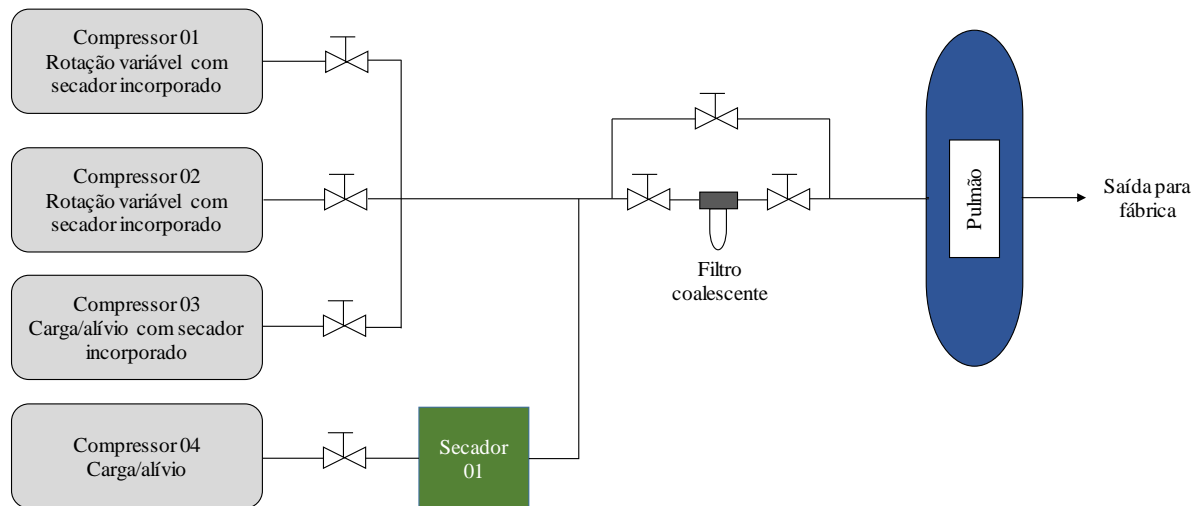 Compressor 01
Rotação variável com
secador incorporado
Compressor 02
Rotação variável com
secador incorporado
Compressor 03
Carga/alívio com secador
incorporado
Compressor 04
Carga/alívio
Secador
01
Filtro
coalescente
Pulmão
Saída para
fábrica